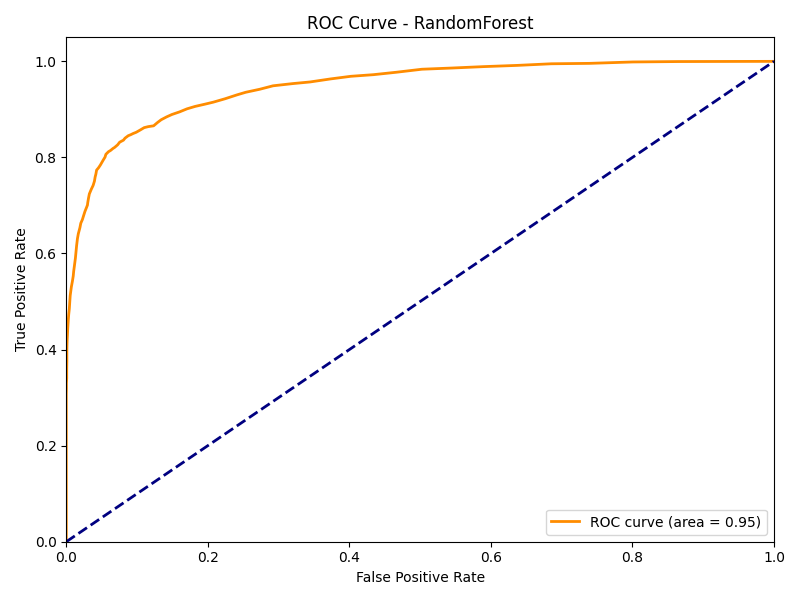 ROC Curve - RandomForest
1.0
0.8
0.6
0.4
0.2
0.0
True Positive Rate
0.0 0.2 0.4 0.6 0.8 1.0
False Positive Rate
ROC curve (area = 0.95)